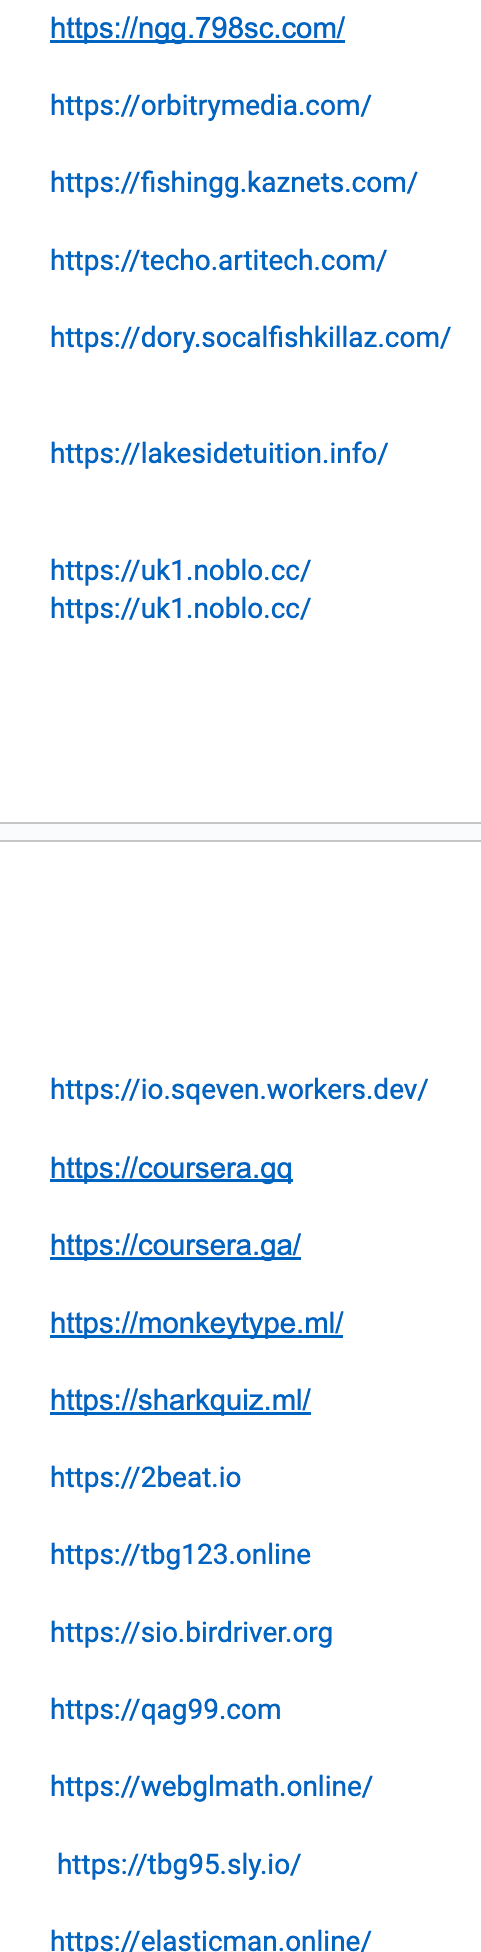 https://ngg.798sc.com/
https://orbitrymedia.com/
https://fishingg.kaznets.com/
https://techo.artitech.com/
https://dory.socalfishkillaz.com/
https://lakesidetuition.info/
https://uk1.noblo.cc/
https://uk1.noblo.cc/
https://io.sqeven.workers.dev/
https://coursera.gq
https://coursera.ga/
https://monkeytype.ml/
https://sharkquiz.ml/
https://2beat.io
https://tbg123.online
https://sio.birdriver.org
https://qag99.com
https://webglmath.online/
https://tbg95.sly.io/
https://elasticman.online/